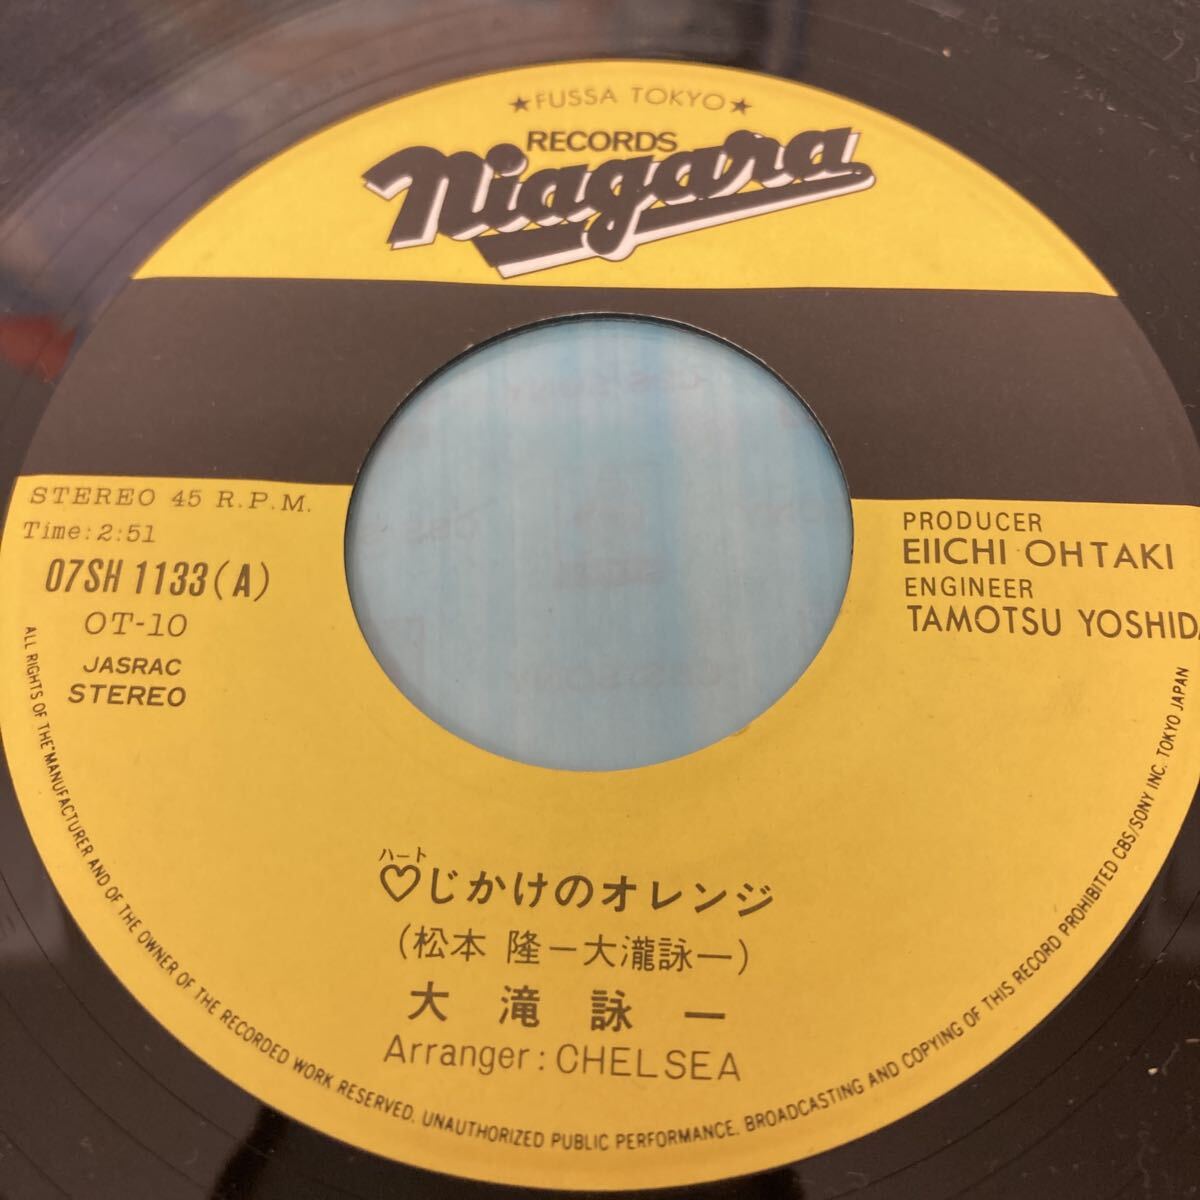 ★FUSSA TOKYO★
RECORDS
Niagara
STEREO 45 R.P.M.
Time:2:51
07SH 1133(A)
OT-10
JASRAC
STEREO
PRODUCER
EIICHI OHTAKI
ENGINEER
TAMOTSU YOSHID
ハート
♡じかけのオレンジ
(松本 隆ー大瀧詠一)
大滝詠一
Arranger:CHELSEA
ALL RIGHTS OF THE "MANUFACTURER AND OF THE OWNER OF THE RECORDED WORK RESERVED. UNAUTHORIZED PUBLIC PERFORMANCE. BROADCASTING AND COPYING OF THIS RECORD PROHIBITED CBS/SONY INC. TOKYO JAPAN